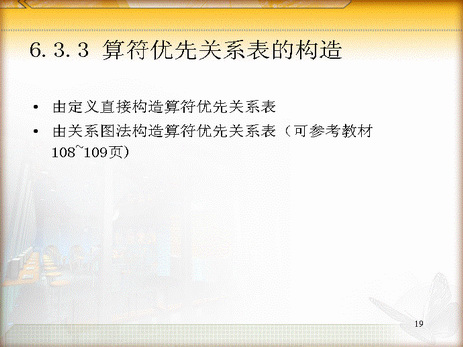 6.3.3 算符优先关系表的构造
• 由定义直接构造算符优先关系表
• 由关系图法构造算符优先关系表（可参考教材
108~109页）
19